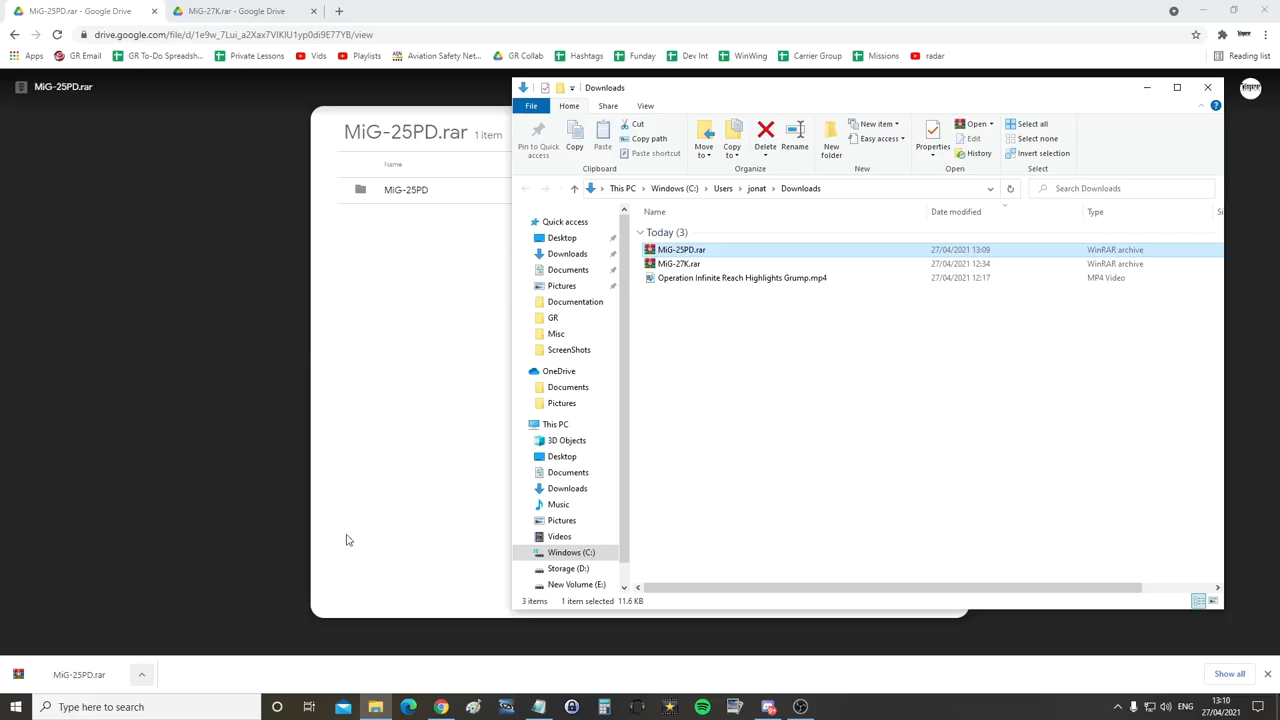 MiG-25PD.rar - Google Drive
MiG-27K.rar - Google Drive
drive.google.com/file/d/1e9w_7Lui_a2Xax7VIKlU1yp0di9E77YB/view
Apps
GR Email
GR To-Do Spreadsh...
Private Lessons
Vids
Playlists
ASN
Aviation Safety Net...
GR Collab
Hashtags
Funday
Dev Int
WinWing
Carrier Group
Missions
radar
Reading list
MiG-25PD.rar
MiG-25PD.rar 1 item
Name
MiG-25PD
Downloads
File
Home
Share
View
Pin to Quick access
Copy
Paste
Cut
Copy path
Paste shortcut
Clipboard
Move to
Copy to
Delete
Rename
Organize
New folder
New item
Easy access
New
Properties
Open
Edit
History
Open
Select all
Select none
Invert selection
Select
This PC > Windows (C:) > Users > jonat > Downloads
Search Downloads
Name
Date modified
Type
Si
Today (3)
MiG-25PD.rar 27/04/2021 13:09 WinRAR archive
MiG-27K.rar 27/04/2021 12:34 WinRAR archive
Operation Infinite Reach Highlights Grump.mp4 27/04/2021 12:17 MP4 Video
Quick access
Desktop
Downloads
Documents
Pictures
Documentation
GR
Misc
ScreenShots
OneDrive
Documents
Pictures
This PC
3D Objects
Desktop
Documents
Downloads
Music
Pictures
Videos
Windows (C:)
Storage (D:)
New Volume (E:)
3 items
1 item selected 11.6 KB
MiG-25PD.rar
Show all
Type here to search
ENG
13:10
27/04/2021